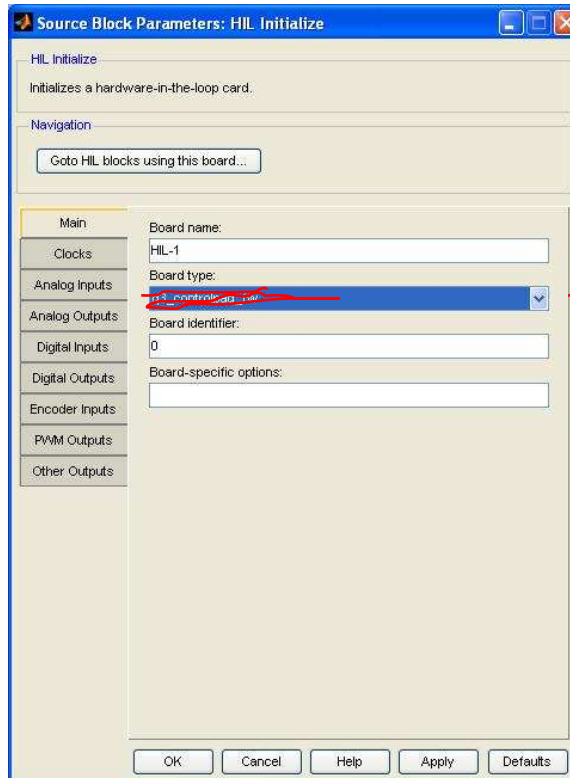 Source Block Parameters: HIL Initialize
HIL Initialize
Initializes a hardware-in-the-loop card.
Navigation
Goto HIL blocks using this board...
Main
Clocks
Analog Inputs
Analog Outputs
Digital Inputs
Digital Outputs
Encoder Inputs
PWM Outputs
Other Outputs
Board name:
HIL-1
Board type:
Board identifier:
0
Board-specific options:
OK Cancel Help Apply Defaults